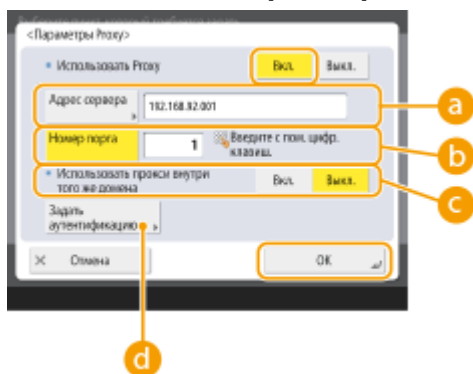 <Параметры Proxy>
• Использовать Proxy
Вкл.
Выкл.
Адрес сервера
192.168.92.001
a
Номер порта
1
Введите с пом. цифр.
клавиш.
b
• Использовать прокси внутри
того же домена
Вкл.
Выкл.
c
Задать
аутентификацию
× Отмена
OK
d